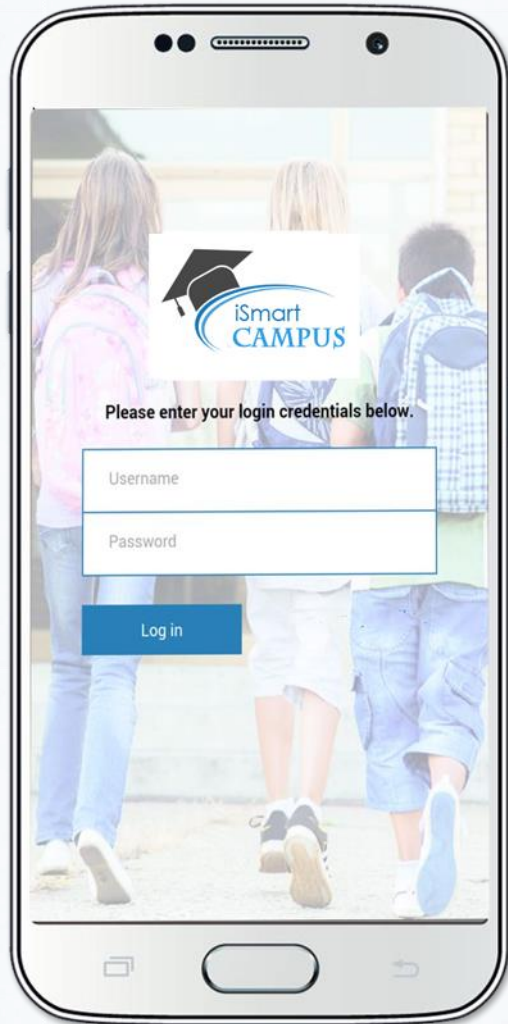 iSmart
CAMPUS
Please enter your login credentials below.
Username
Password
Log in